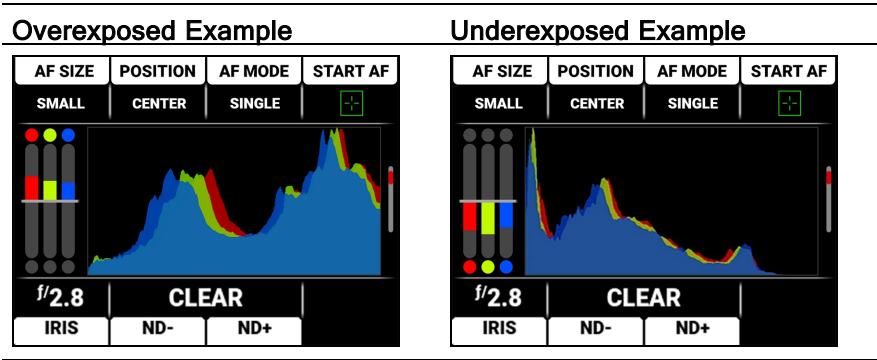 Overexposed Example
AF SIZE POSITION AF MODE START AF
SMALL CENTER SINGLE
ƒ/2.8 CLEAR
IRIS ND- ND+
Underexposed Example
AF SIZE POSITION AF MODE START AF
SMALL CENTER SINGLE
ƒ/2.8 CLEAR
IRIS ND- ND+